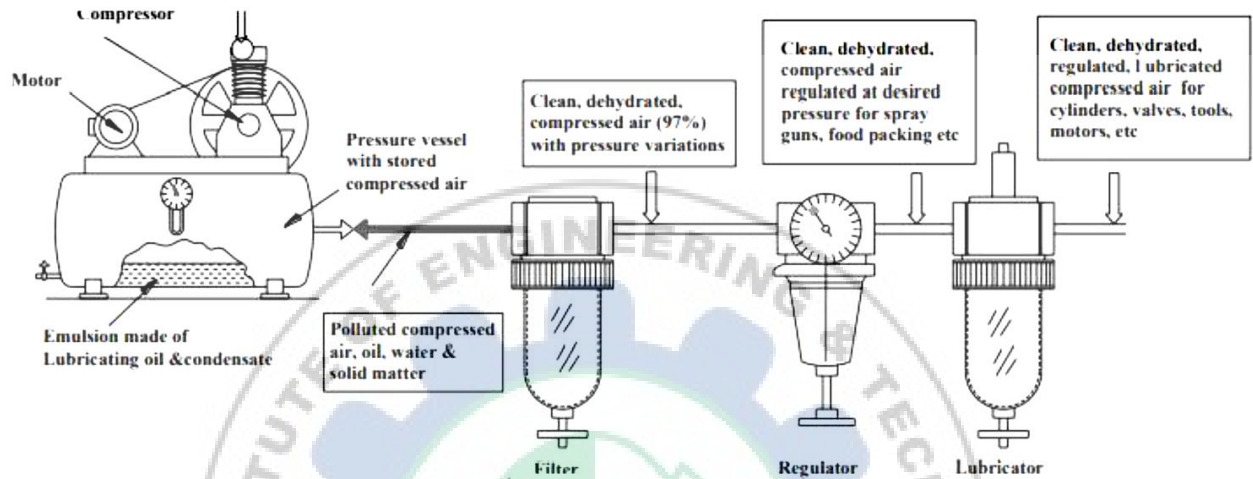 Compressor
Motor
Pressure vessel
with stored
compressed air
Clean, dehydrated,
compressed air (97%)
with pressure variations
Clean, dehydrated,
compressed air
regulated at desired
pressure for spray
guns, food packing etc
Clean, dehydrated,
regulated, l ubricated
compressed air for
cylinders, valves, tools,
motors, etc
Emulsion made of
Lubricating oil &condensate
Polluted compressed
air, oil, water &
solid matter
Filter
Regulator
Lubricator
OF ENGINEERING &